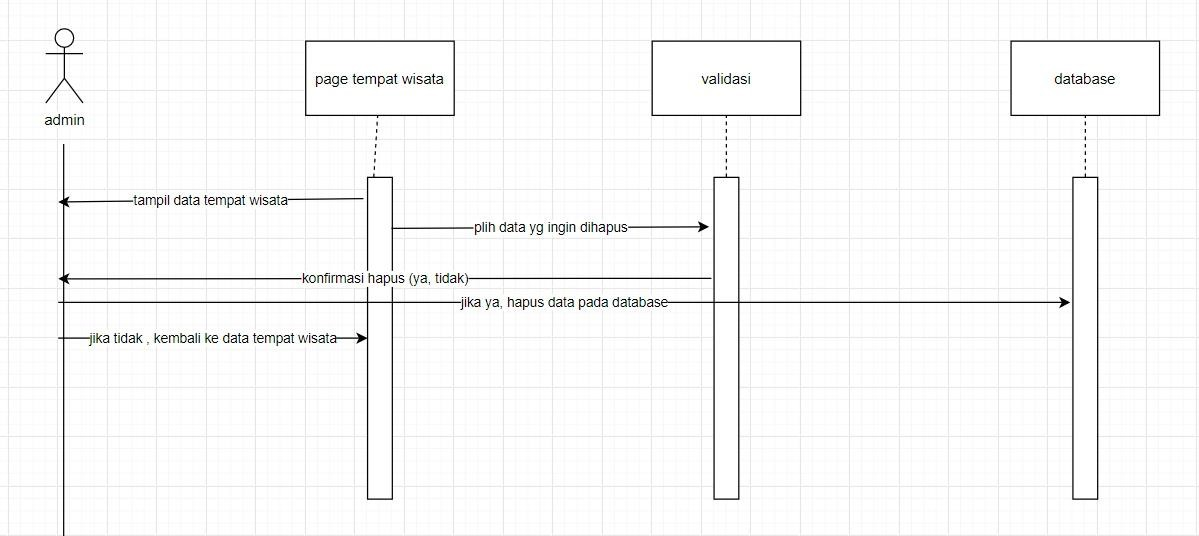 page tempat wisata
validasi
database
admin
tampil data tempat wisata
plih data yg ingin dihapus
konfirmasi hapus (ya, tidak)
jika ya, hapus data pada database
jika tidak , kembali ke data tempat wisata